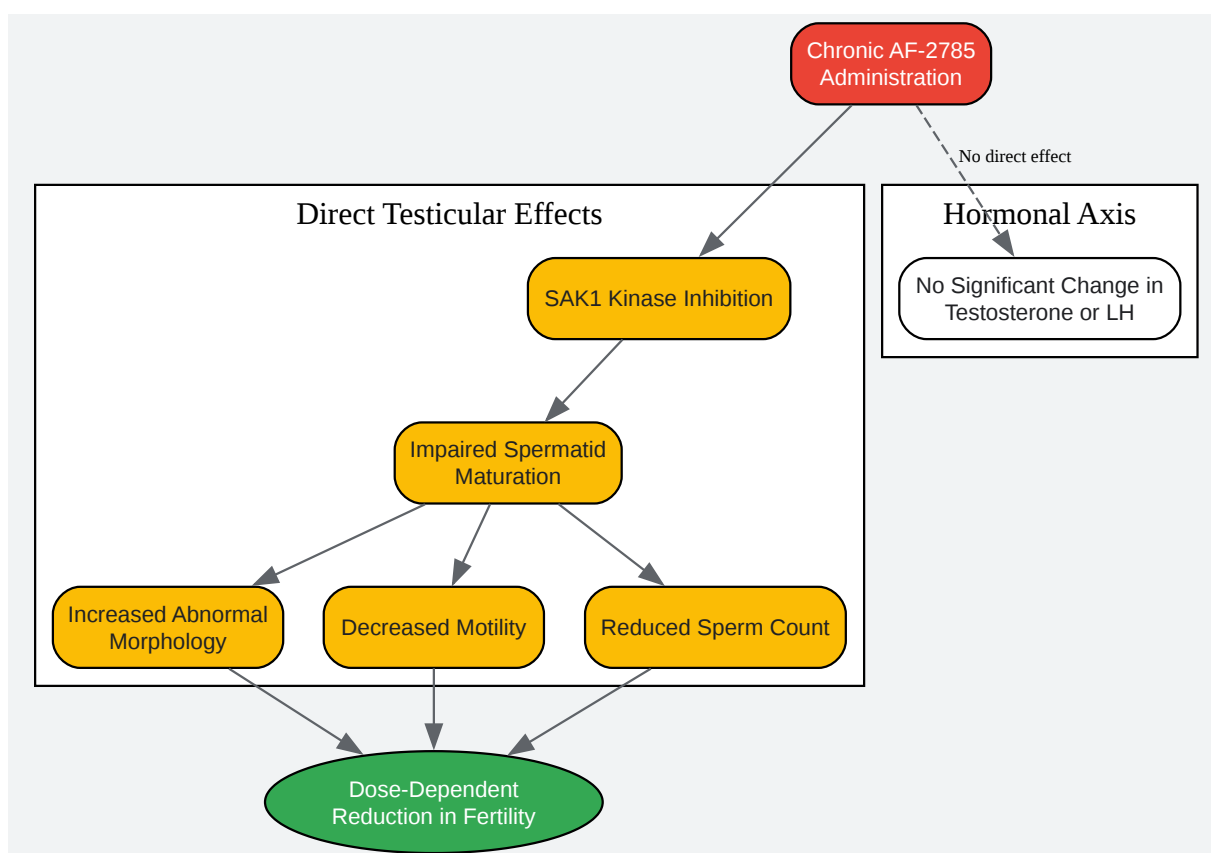 Chronic AF-2785
Administration
No direct effect
Direct Testicular Effects
Hormonal Axis
SAK1 Kinase Inhibition
No Significant Change in
Testosterone or LH
Impaired Spermatid
Maturation
Increased Abnormal
Morphology
Decreased Motility
Reduced Sperm Count
Dose-Dependent
Reduction in Fertility